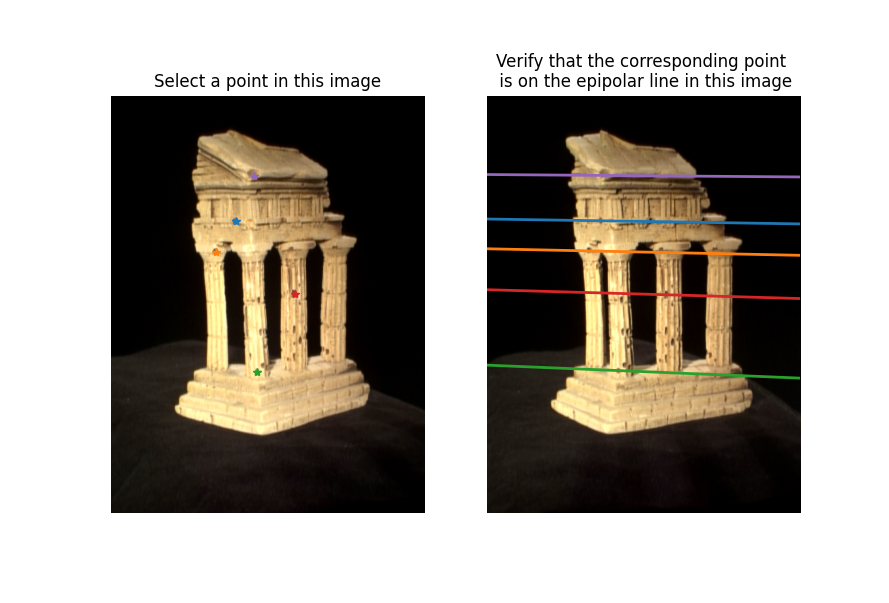 Select a point in this image
Verify that the corresponding point
is on the epipolar line in this image